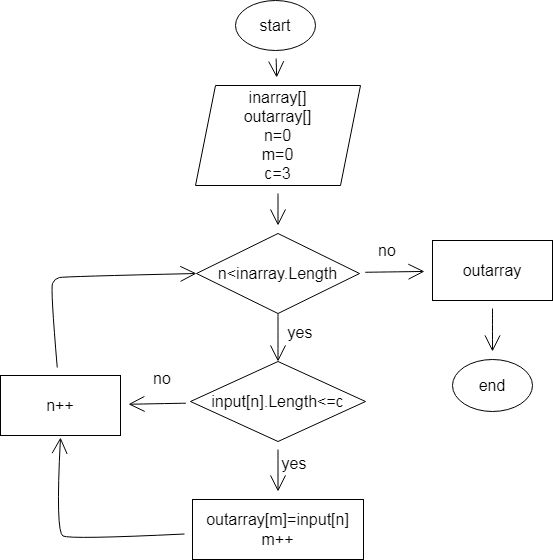 start
inarray[]
outarray[]
n=0
m=0
c=3
n<inarray.Length
no
outarray
yes
end
input[n].Length<=c
no
n++
yes
outarray[m]=input[n]
m++